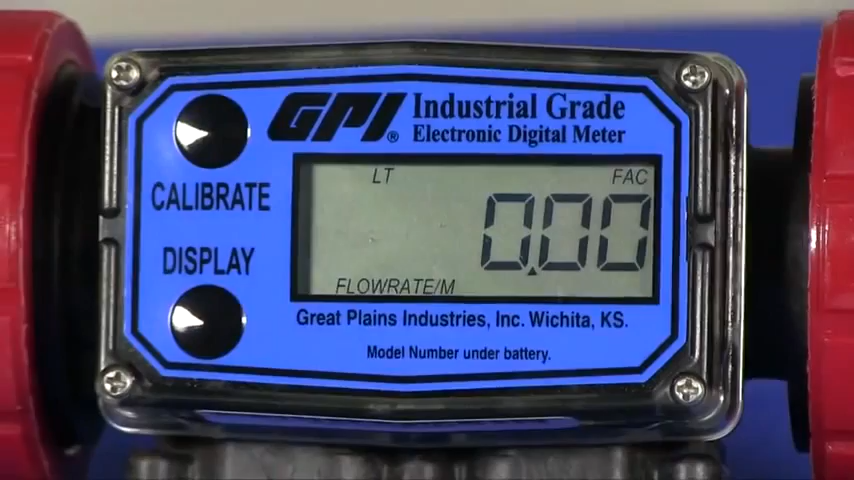 GPI® Industrial Grade
Electronic Digital Meter
CALIBRATE
DISPLAY
LT FAC
0.00
FLOWRATE/M
Great Plains Industries, Inc. Wichita, KS.
Model Number under battery.